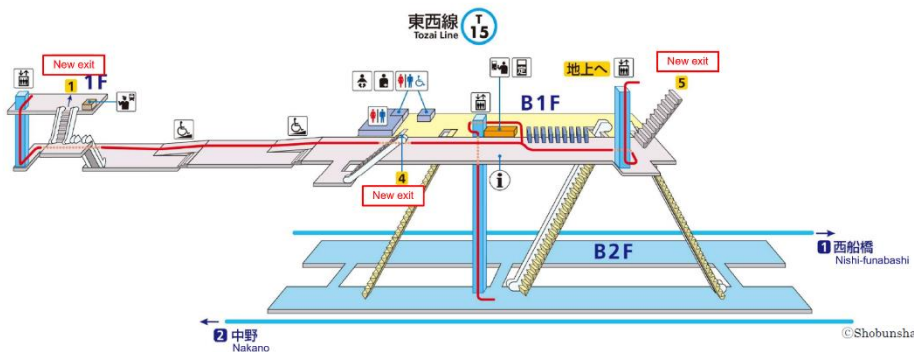 東西線
Tozai Line
T
15
New exit
1
1F
B1F
地上へ
New exit
5
4
New exit
i
B2F
1 西船橋
Nishi-funabashi
2 中野
Nakano
©Shobunsha